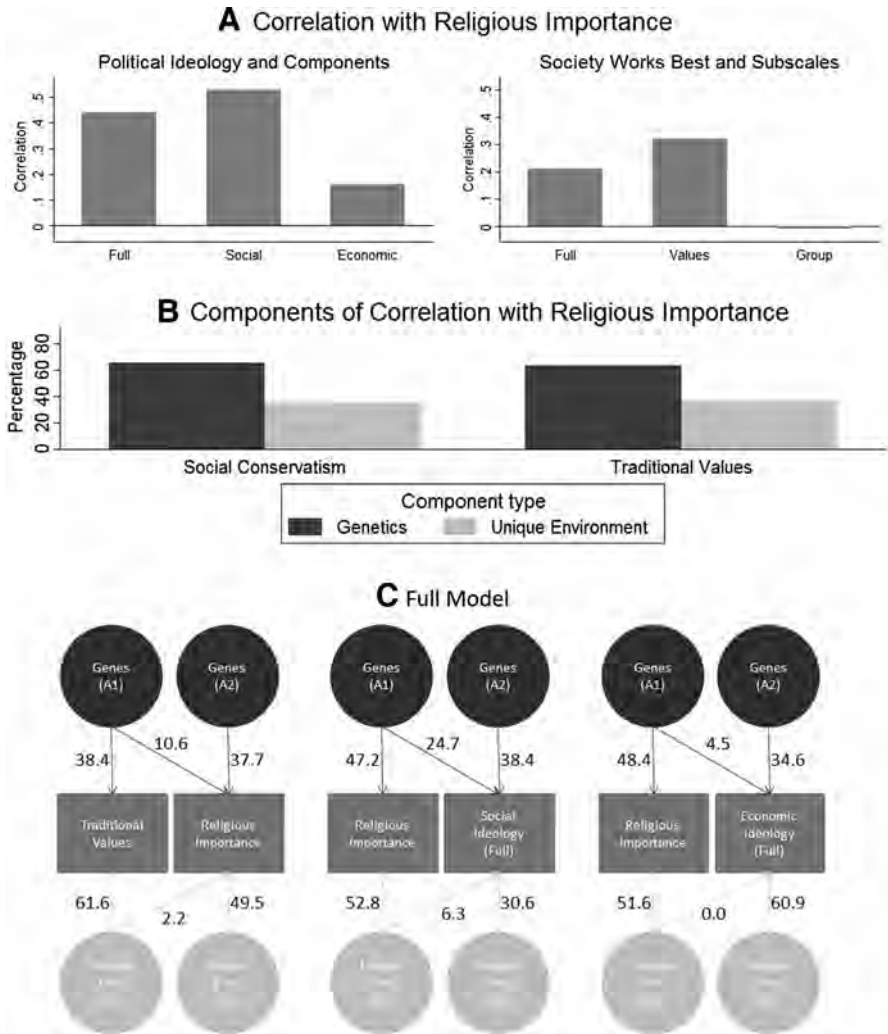 A Correlation with Religious Importance
Political Ideology and Components
Correlation
0 .1 .2 .3 .4 .5
Full Social Economic
Society Works Best and Subscales
Correlation
0 .1 .2 .3 .4 .5
Full Values Group
B Components of Correlation with Religious Importance
Percentage
0 20 40 60 80
Social Conservatism Traditional Values
Component type
Genetics Unique Environment
C Full Model
Genes
(A1)
Genes
(A2)
38.4 10.6 37.7
Traditional
Values
Religious
Importance
61.6 2.2 49.5
Genes
(A1)
Genes
(A2)
47.2 24.7 38.4
Religious
Importance
Social
Ideology
(Full)
52.8 6.3 30.6
Genes
(A1)
Genes
(A2)
48.4 4.5 34.6
Religious
Importance
Economic
Ideology
(Full)
51.6 0.0 60.9